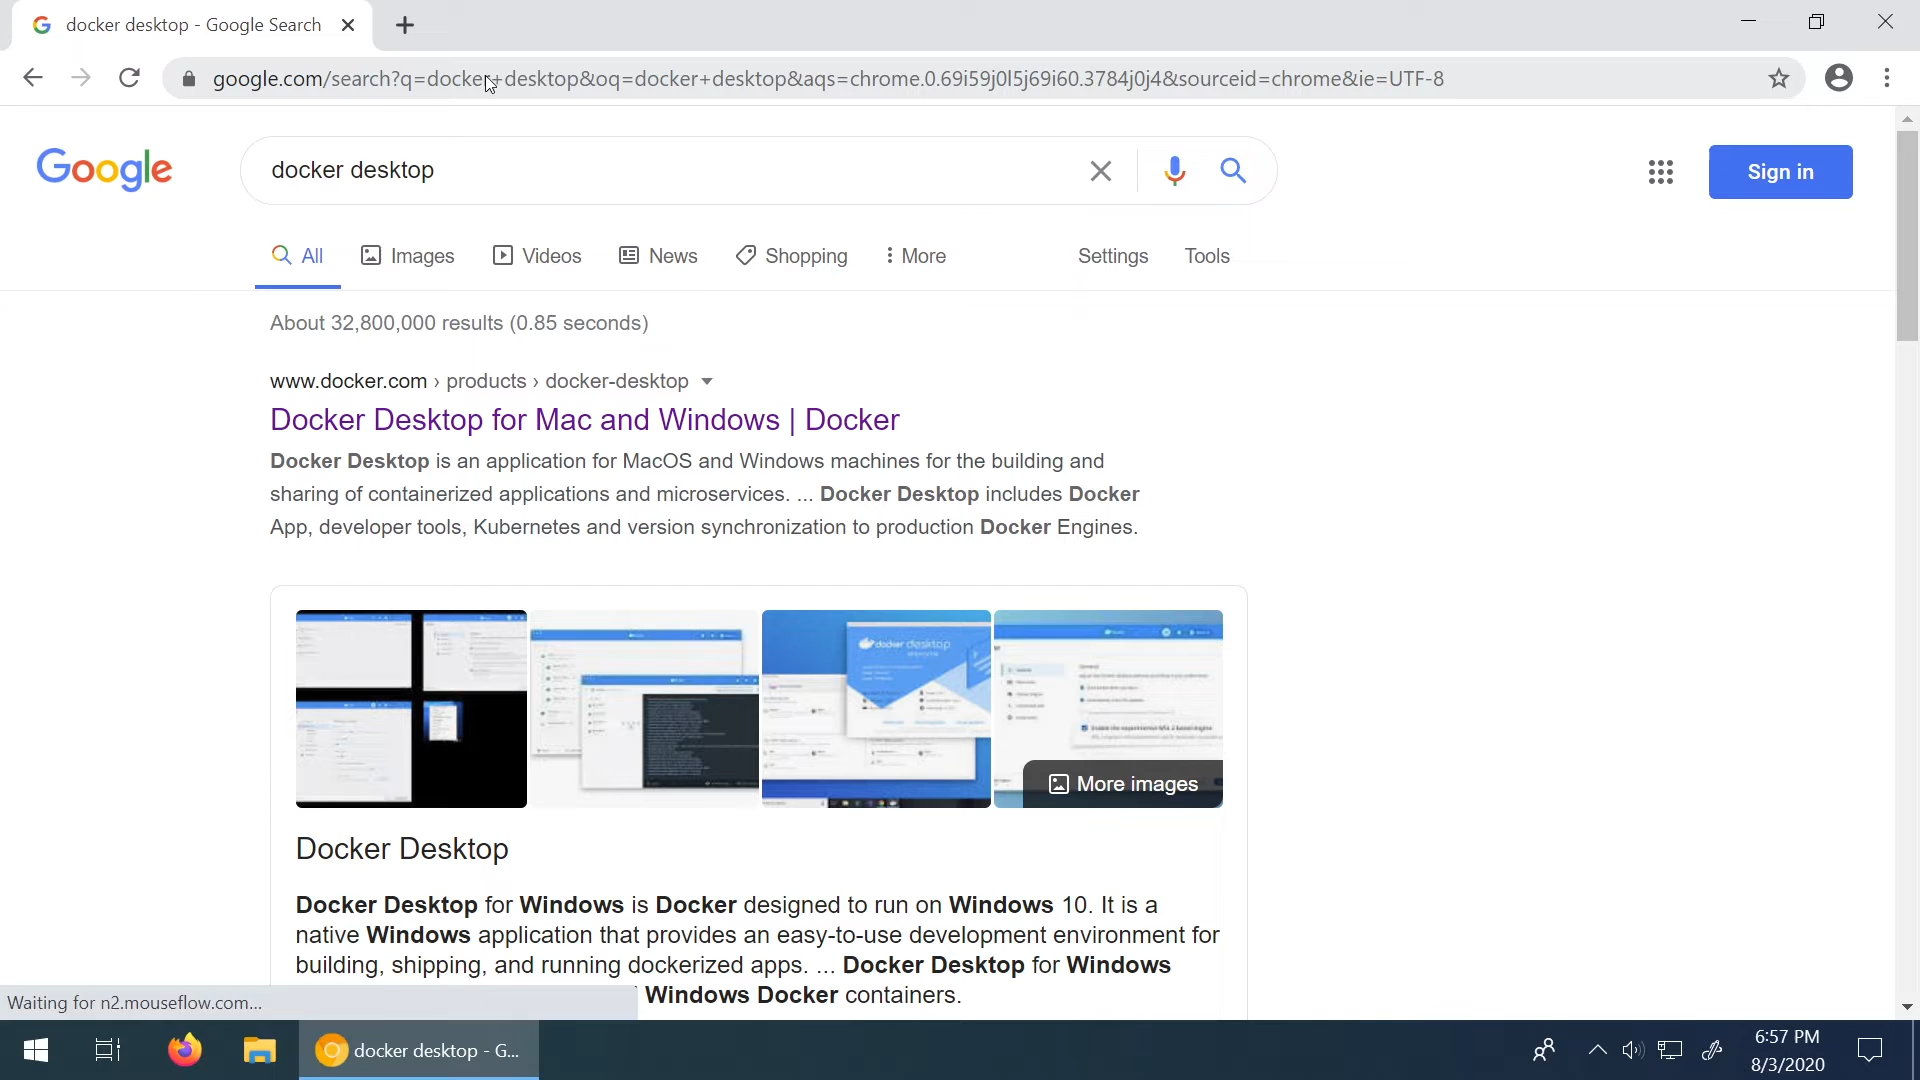 docker desktop - Google Search
google.com/search?q=docker+desktop&oq=docker+desktop&aqs=chrome.0.69i59j0l5j69i60.3784j0j4&sourceid=chrome&ie=UTF-8
Google
docker desktop
Sign in
All Images Videos News Shopping More Settings Tools
About 32,800,000 results (0.85 seconds)
www.docker.com › products › docker-desktop
Docker Desktop for Mac and Windows | Docker
Docker Desktop is an application for MacOS and Windows machines for the building and
sharing of containerized applications and microservices. ... Docker Desktop includes Docker
App, developer tools, Kubernetes and version synchronization to production Docker Engines.
docker desktop
More images
Docker Desktop
Docker Desktop for Windows is Docker designed to run on Windows 10. It is a
native Windows application that provides an easy-to-use development environment for
building, shipping, and running dockerized apps. ... Docker Desktop for Windows
Windows Docker containers.
Waiting for n2.mouseflow.com...
docker desktop - G...
6:57 PM
8/3/2020